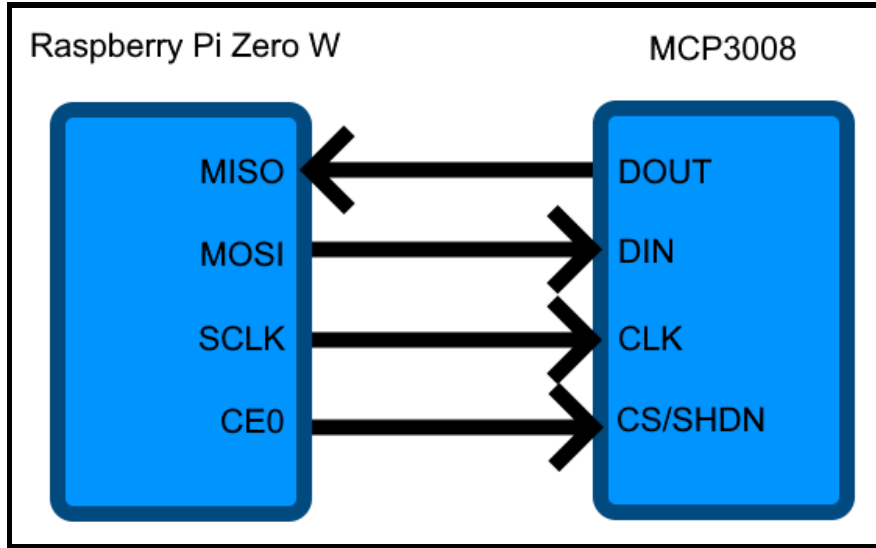 Raspberry Pi Zero W
MCP3008
MISO
DOUT
MOSI
DIN
SCLK
CLK
CE0
CS/SHDN